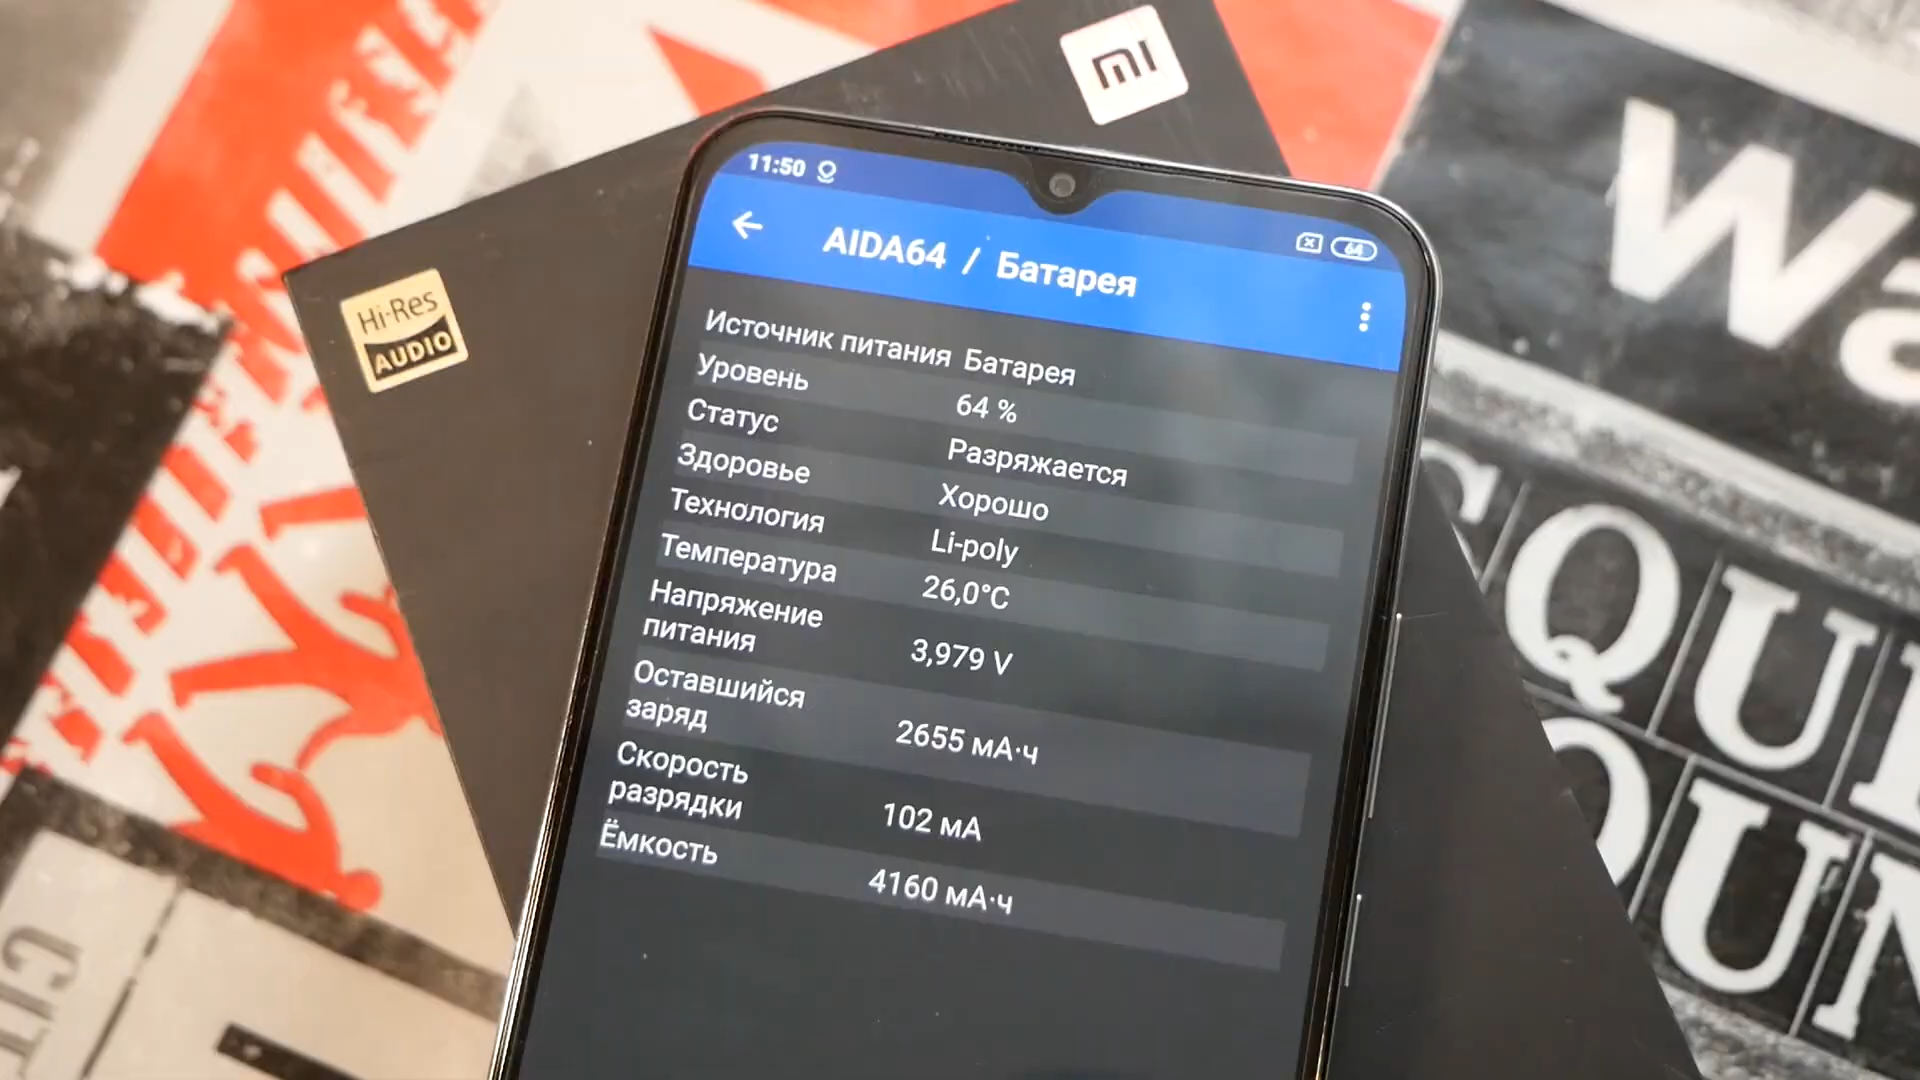 mi
Hi-Res
AUDIO
11:50
64
AIDA64 / Батарея
Источник питания Батарея
Уровень 64 %
Статус Разряжается
Здоровье Хорошо
Технология Li-poly
Температура 26,0°C
Напряжение
питания 3,979 V
Оставшийся
заряд 2655 мА·ч
Скорость
разрядки 102 мА
Ёмкость 4160 мА·ч